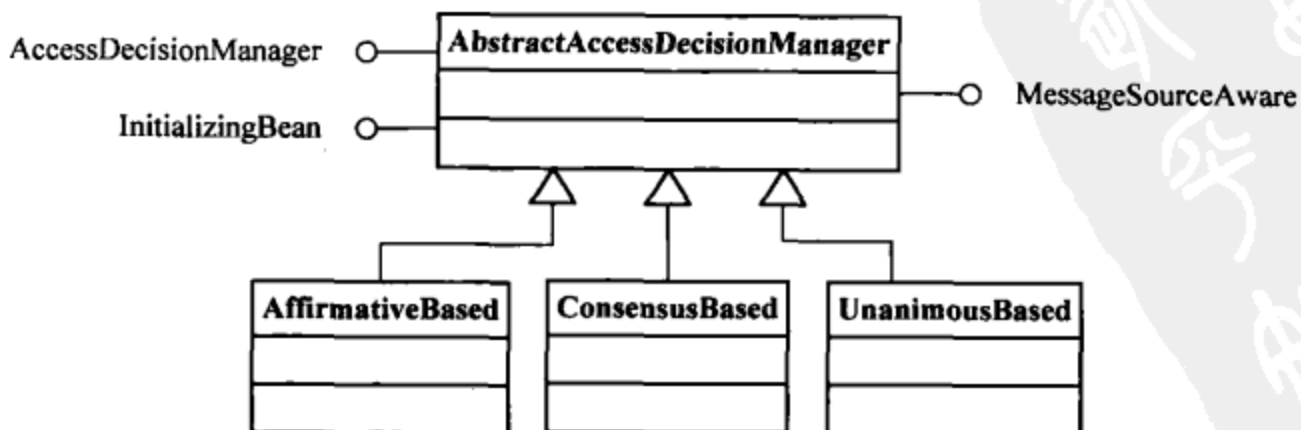 AccessDecisionManager
AbstractAccessDecisionManager
MessageSourceAware
InitializingBean
AffirmativeBased
ConsensusBased
UnanimousBased